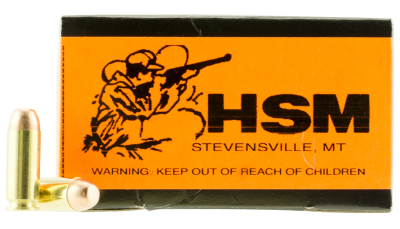 HSM
STEVENSVILLE, MT
WARNING: KEEP OUT OF REACH OF CHILDREN